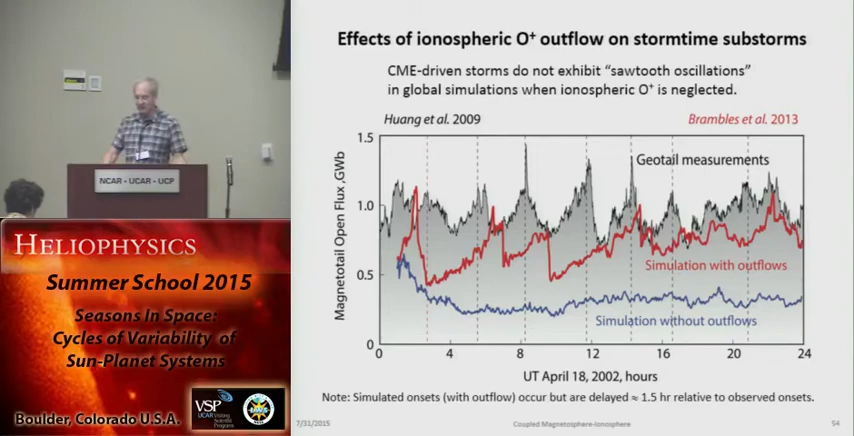 NCAR - UCAR - UCP
HELIOPHYSICS
Summer School 2015
Seasons In Space:
Cycles of Variability of
Sun-Planet Systems
VSP
UCAR Visiting
Scientist
Programs
Boulder, Colorado U.S.A.
Effects of ionospheric O⁺ outflow on stormtime substorms
CME-driven storms do not exhibit “sawtooth oscillations”
in global simulations when ionospheric O⁺ is neglected.
Huang et al. 2009
Brambles et al. 2013
Magnetotail Open Flux ,GWb
1.5
1.0
0.5
0
Geotail measurements
Simulation with outflows
Simulation without outflows
0 4 8 12 16 20 24
UT April 18, 2002, hours
Note: Simulated onsets (with outflow) occur but are delayed ≈ 1.5 hr relative to observed onsets.
7/31/2015
Coupled Magnetosphere-Ionosphere
54